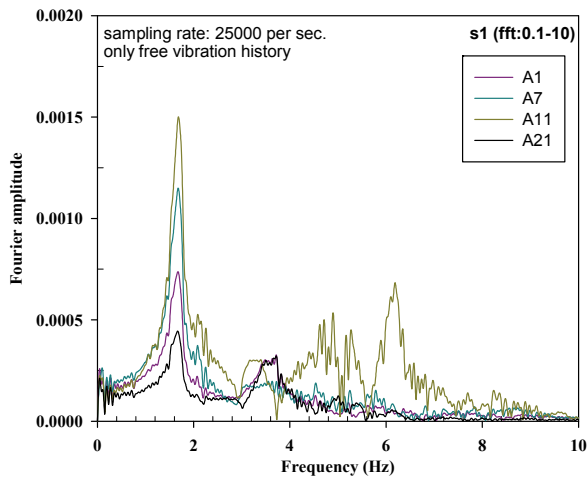 sampling rate: 25000 per sec.
only free vibration history
s1 (fft:0.1-10)
A1
A7
A11
A21
Fourier amplitude
0.0020
0.0015
0.0010
0.0005
0.0000
0 2 4 6 8 10
Frequency (Hz)